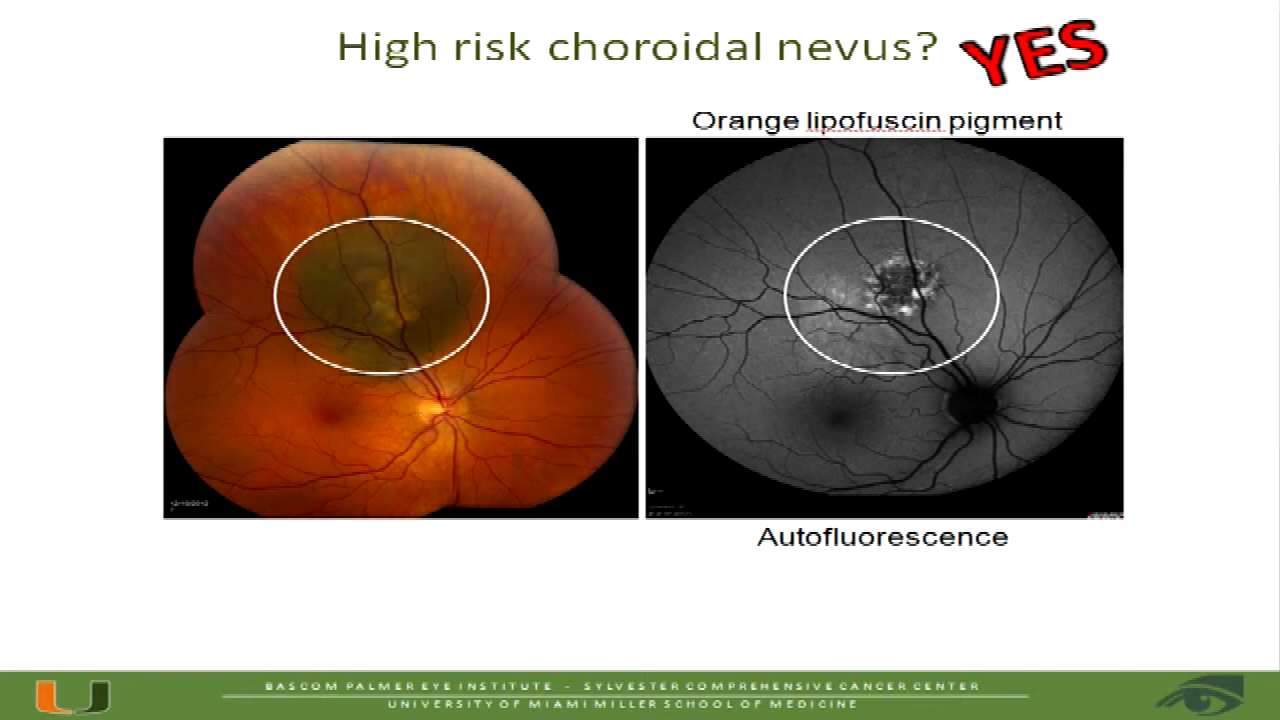 High risk choroidal nevus?
YES
Orange lipofuscin pigment
Autofluorescence
BASCOM PALMER EYE INSTITUTE - SYLVESTER COMPREHENSIVE CANCER CENTER
UNIVERSITY OF MIAMI MILLER SCHOOL OF MEDICINE